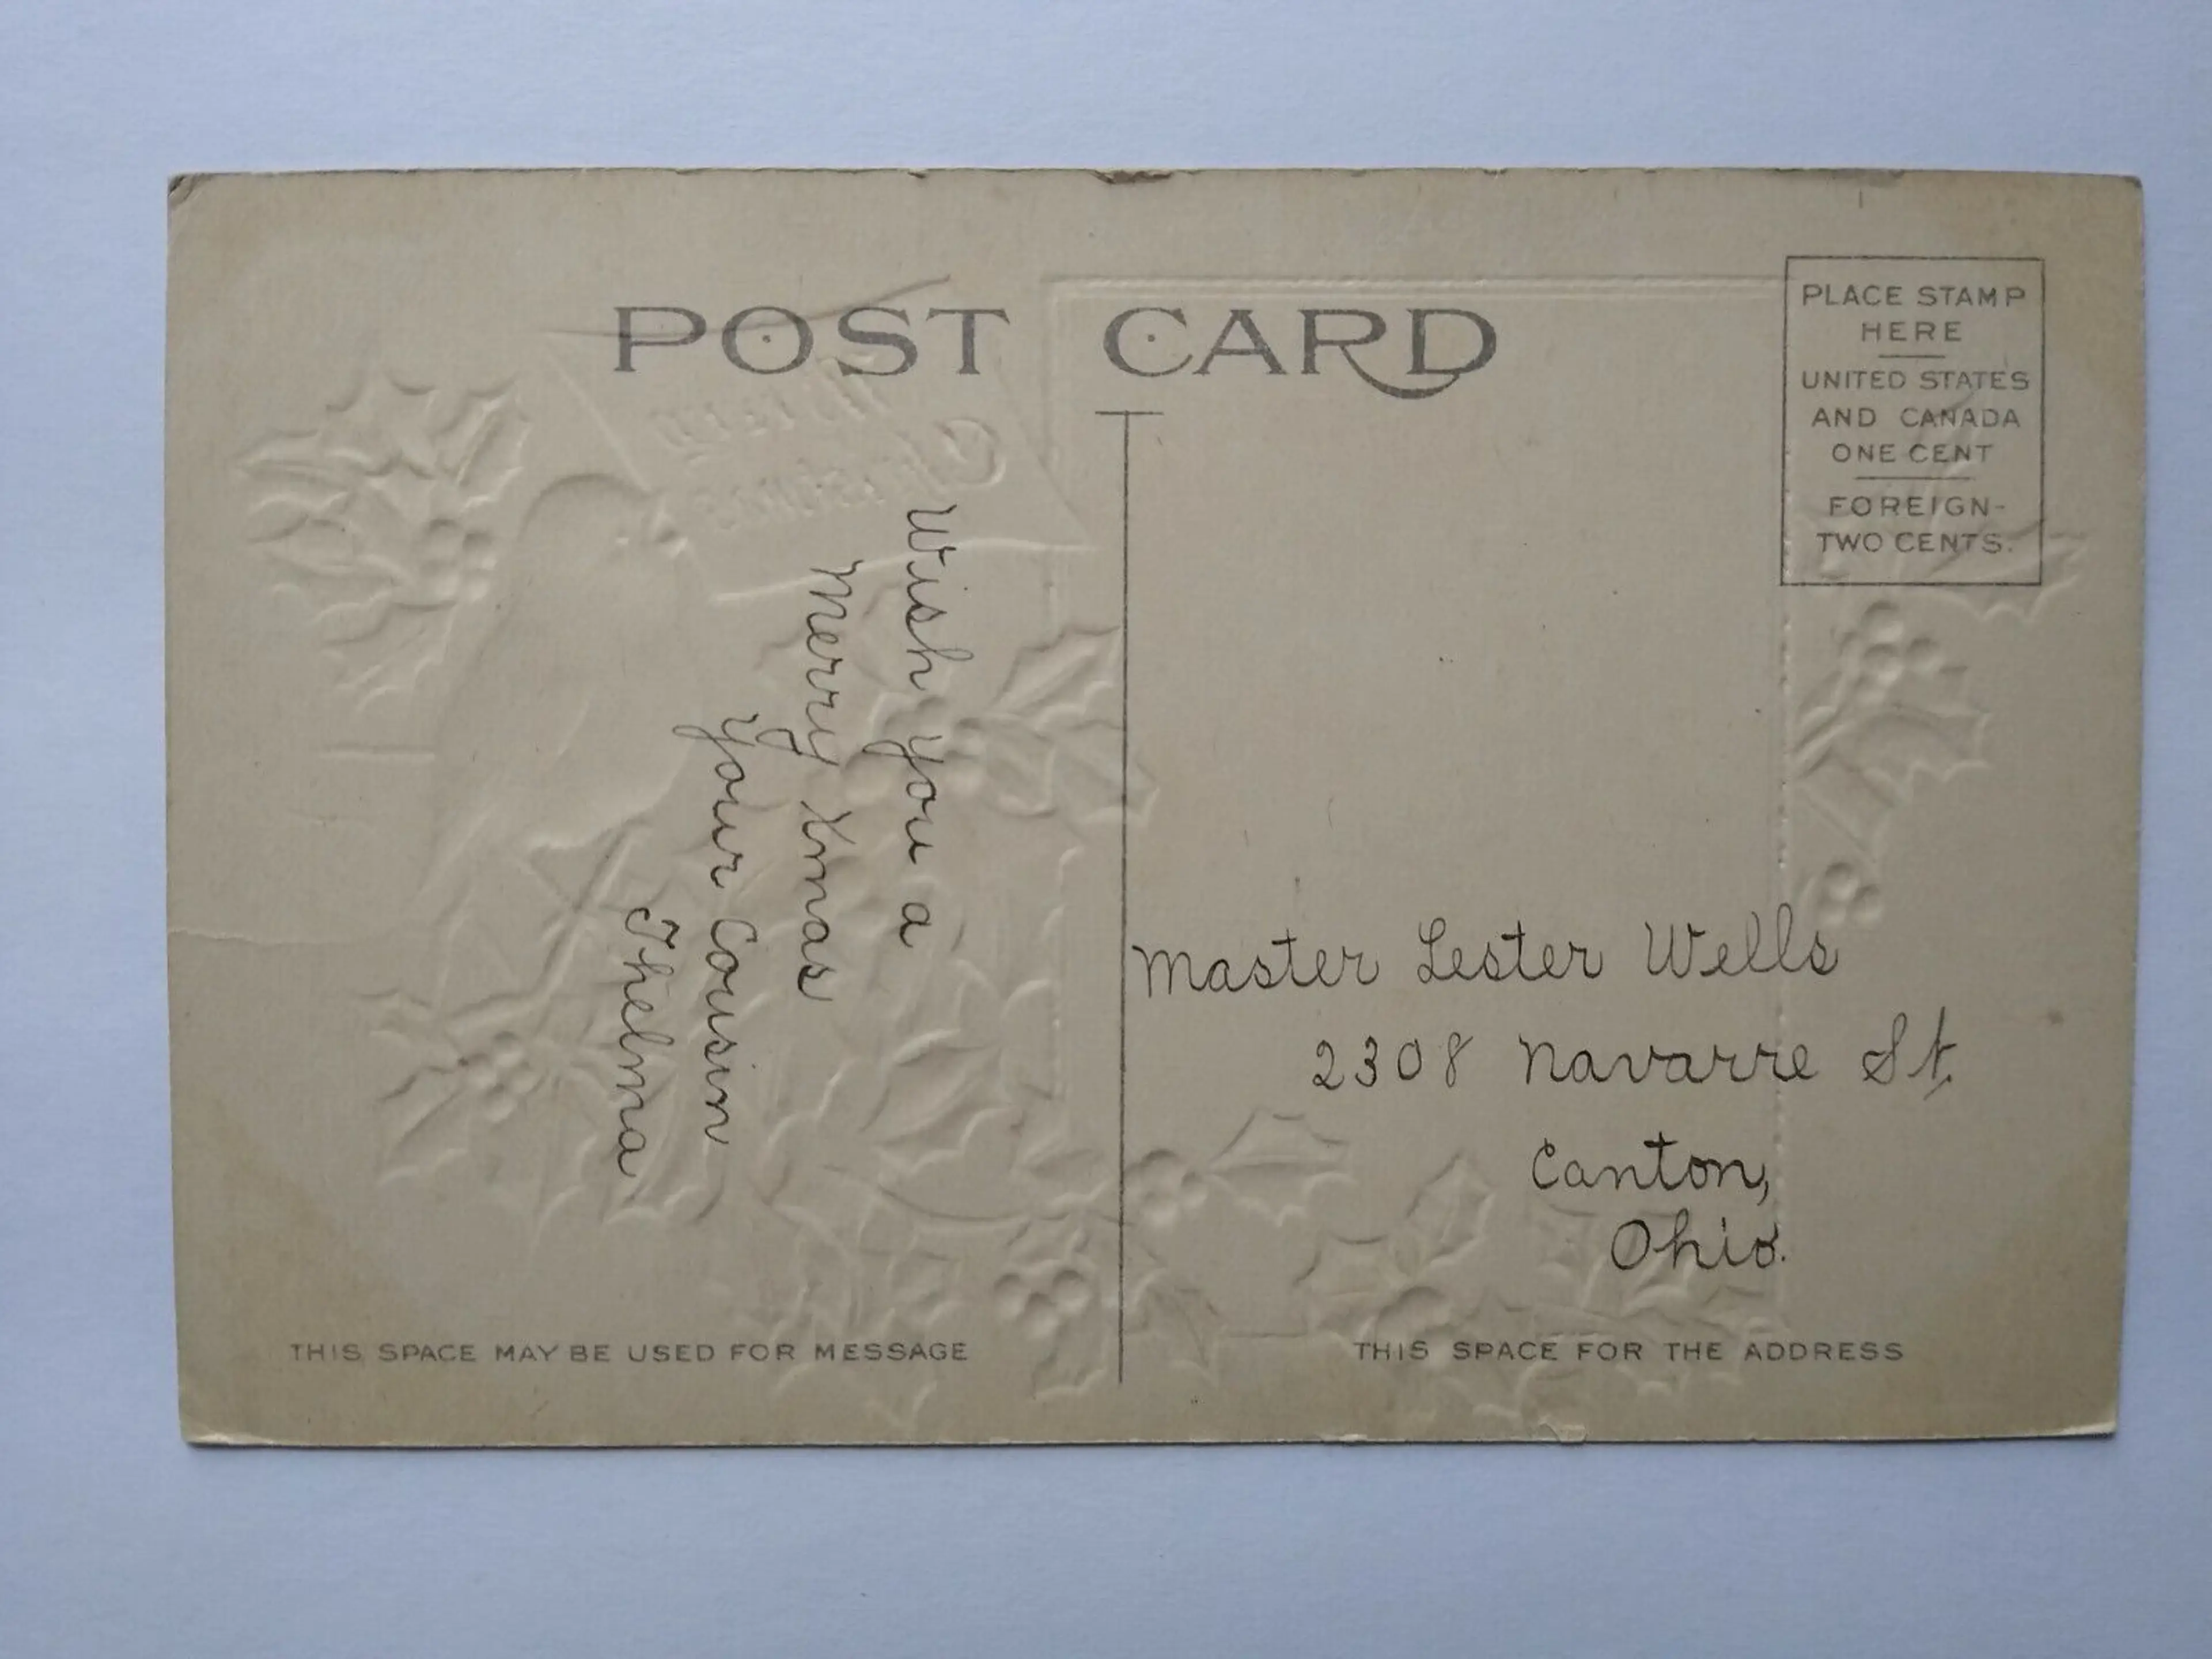 POST CARD
PLACE STAMP
HERE
UNITED STATES
AND CANADA
ONE CENT
FOREIGN-
TWO CENTS.
Wish you a
Merry Xmas
Your Cousin
Thelma
Master Lester Wells
2308 Navarre St.
Canton,
Ohio.
THIS SPACE MAY BE USED FOR MESSAGE
THIS SPACE FOR THE ADDRESS